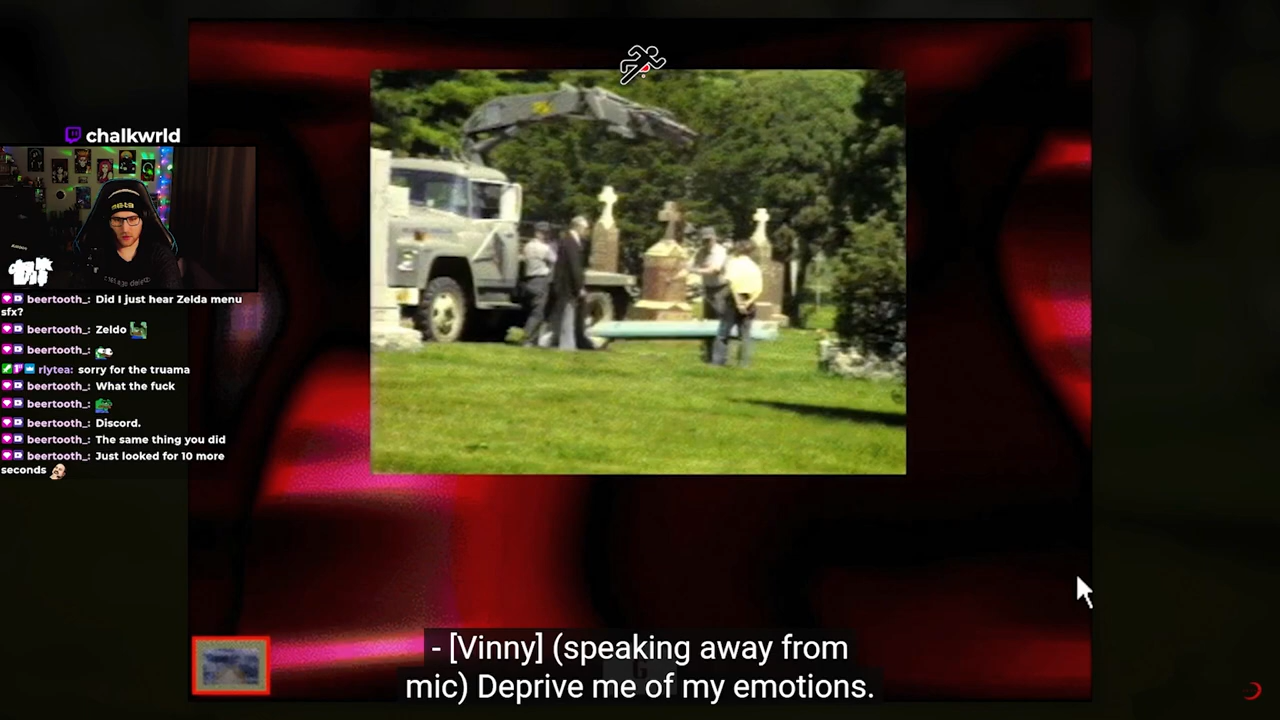 chalkwrld
beertooth_: Did I just hear Zelda menu
sfx?
beertooth_: Zeldo
beertooth_:
rlytea: sorry for the truama
beertooth_: What the fuck
beertooth_:
beertooth_: Discord.
beertooth_: The same thing you did
beertooth_: Just looked for 10 more
seconds
- [Vinny] (speaking away from
mic) Deprive me of my emotions.